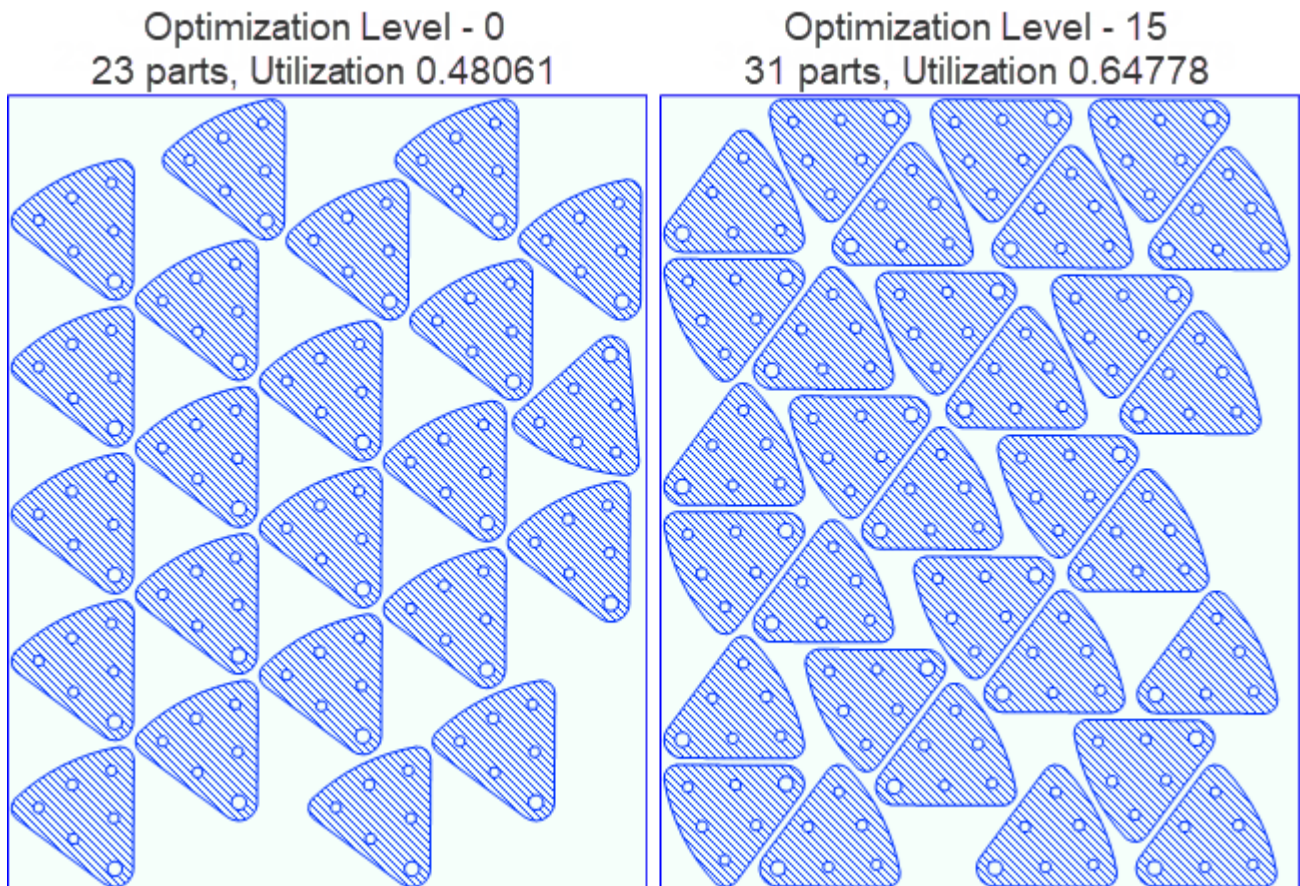 Optimization Level - 0
23 parts, Utilization 0.48061
Optimization Level - 15
31 parts, Utilization 0.64778